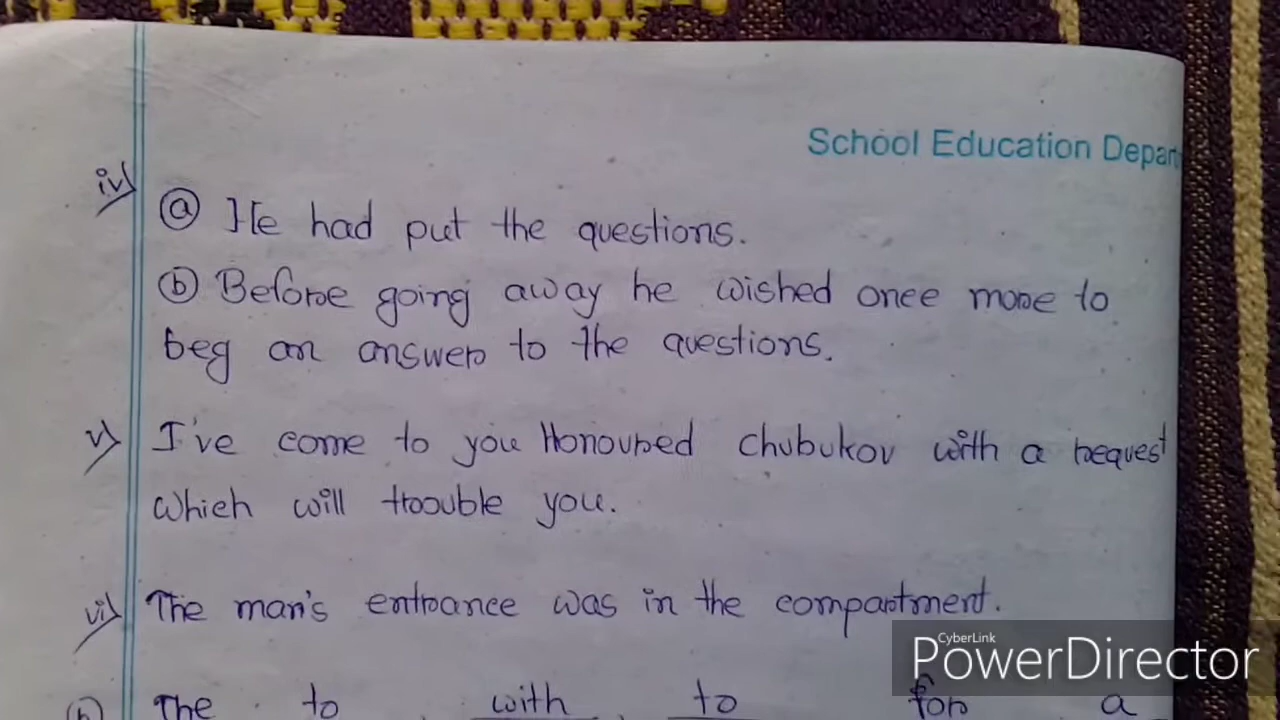 School Education Depar
iv) ⓐ He had put the questions.
ⓑ Before going away he wished once more to
beg an answer to the questions.
v) I've come to you Honoured Chubukov with a request
which will trouble you.
vi) The man's entrance was in the compartment.
CyberLink
PowerDirector
(h) The to, with, to for a